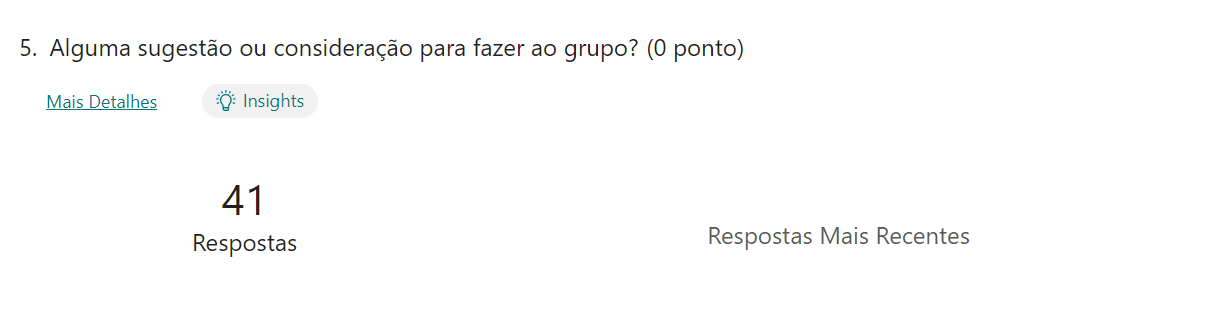 5. Alguma sugestão ou consideração para fazer ao grupo? (0 ponto)
Mais Detalhes
Insights
41
Respostas
Respostas Mais Recentes